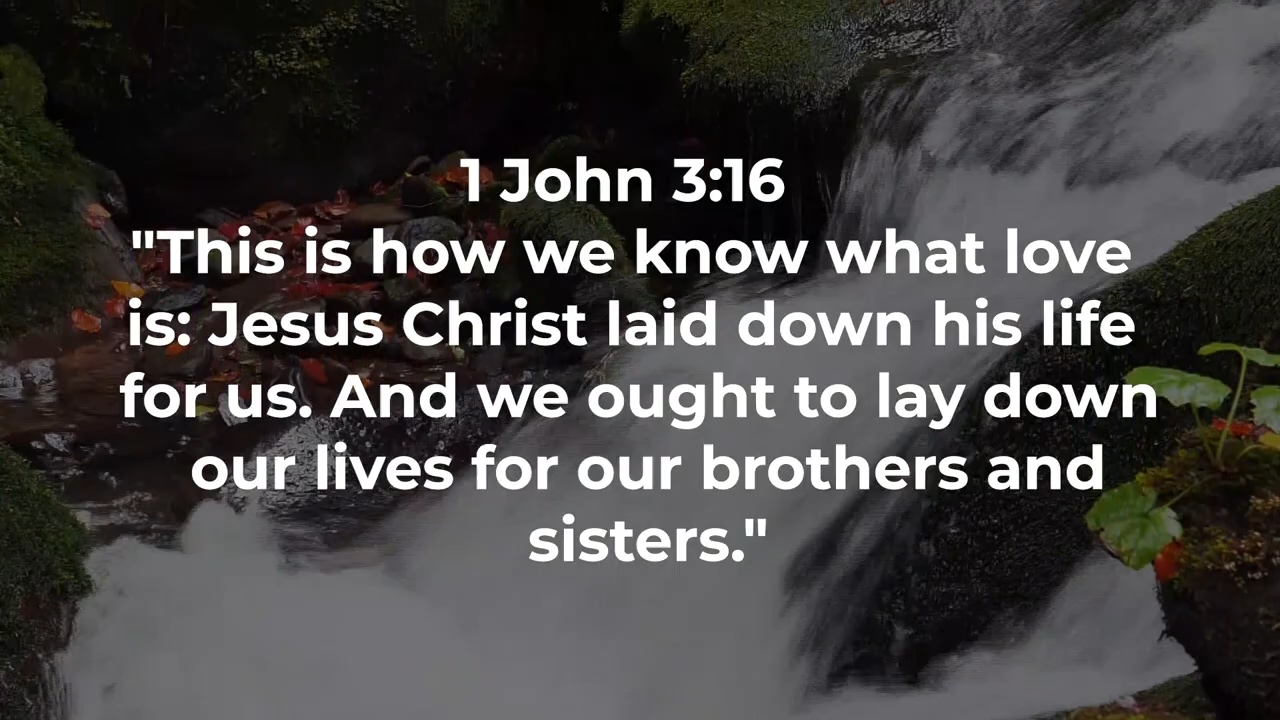 1 John 3:16
"This is how we know what love
is: Jesus Christ laid down his life
for us. And we ought to lay down
our lives for our brothers and
sisters."